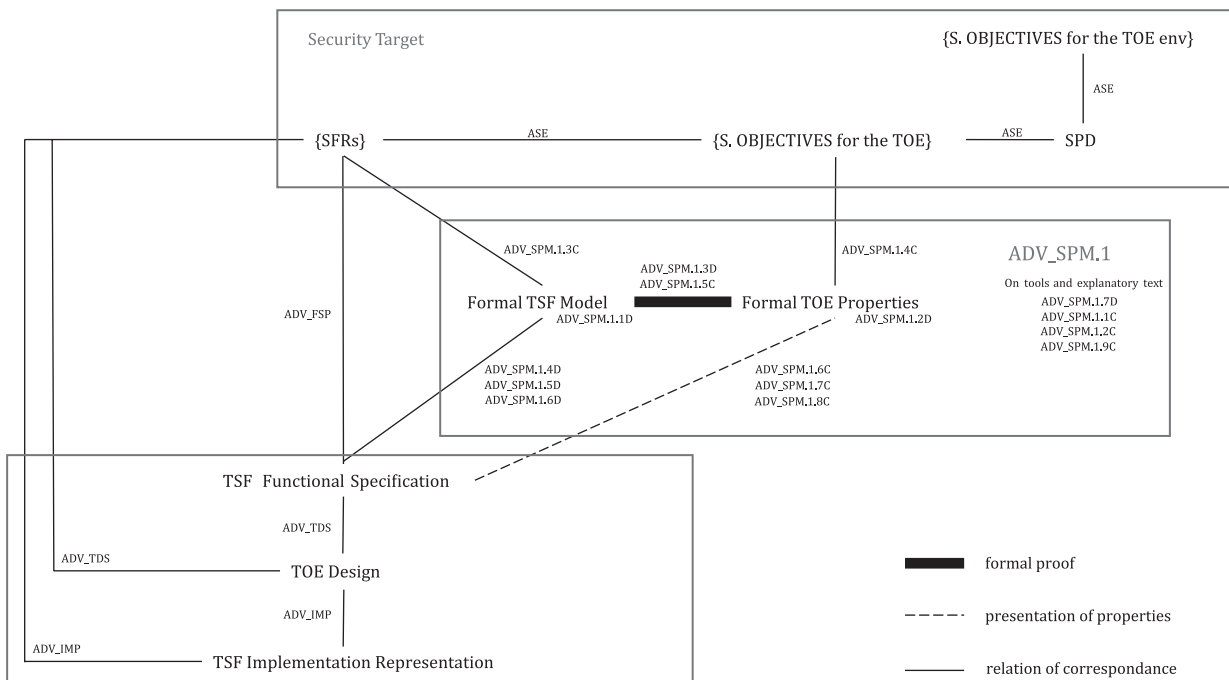 Security Target
{S. OBJECTIVES for the TOE env}
ASE
{SFRs}
ASE
{S. OBJECTIVES for the TOE}
ASE
SPD
ADV_SPM.1.3C
ADV_SPM.1.3D
ADV_SPM.1.5C
ADV_SPM.1.4C
ADV_SPM.1
On tools and explanatory text
ADV_SPM.1.7D
ADV_SPM.1.1C
ADV_SPM.1.2C
ADV_SPM.1.9C
Formal TSF Model
ADV_SPM.1.1D
Formal TOE Properties
ADV_SPM.1.2D
ADV_FSP
ADV_SPM.1.4D
ADV_SPM.1.5D
ADV_SPM.1.6D
ADV_SPM.1.6C
ADV_SPM.1.7C
ADV_SPM.1.8C
TSF Functional Specification
ADV_TDS
ADV_TDS
TOE Design
ADV_IMP
ADV_IMP
TSF Implementation Representation
formal proof
presentation of properties
relation of correspondance